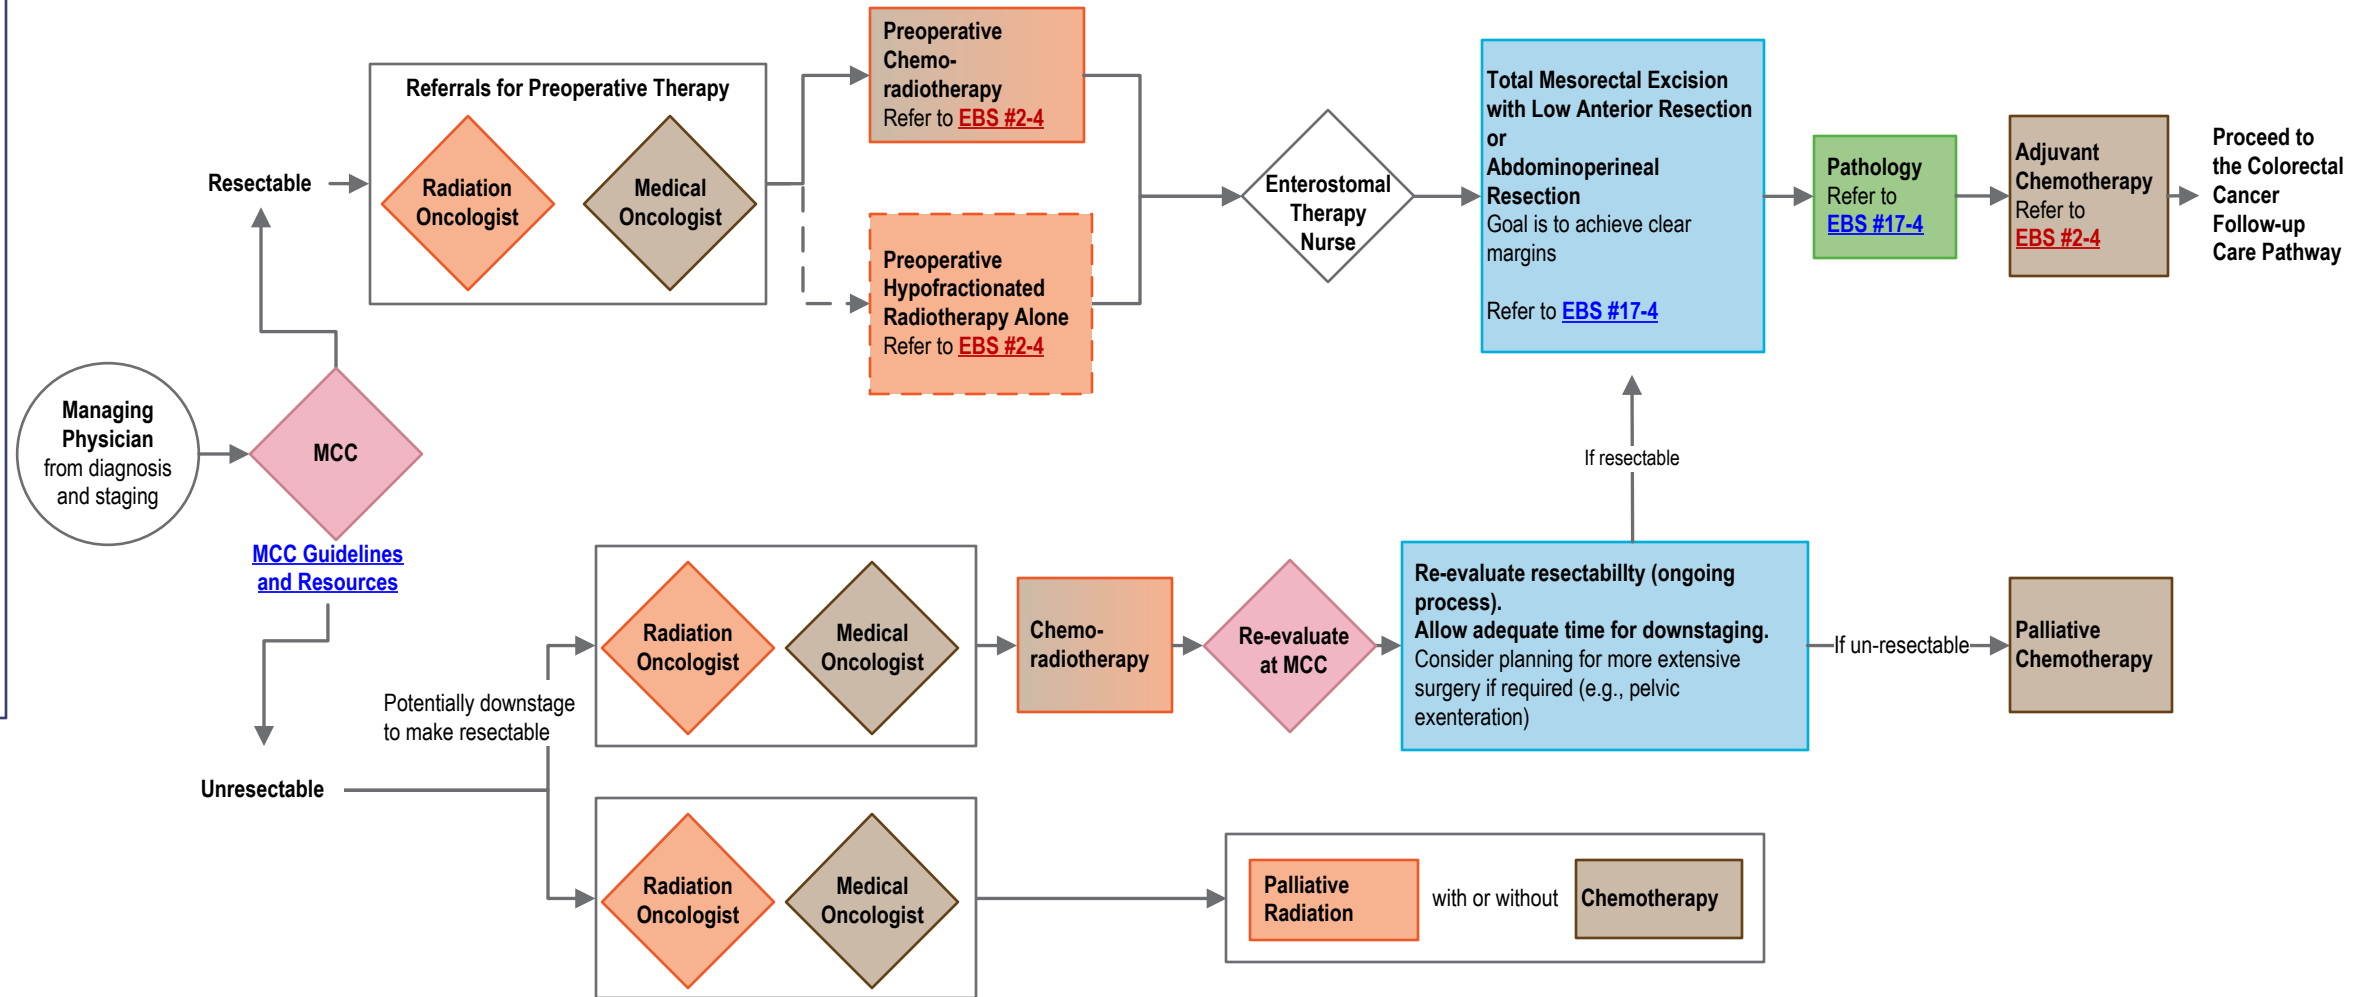 Preoperative
Chemo-
radiotherapy
Refer to EBS #2-4
Referrals for Preoperative Therapy
Radiation
Oncologist
Medical
Oncologist
Resectable
Preoperative
Hypofractionated
Radiotherapy Alone
Refer to EBS #2-4
Enterostomal
Therapy
Nurse
Total Mesorectal Excision
with Low Anterior Resection
or
Abdominoperineal
Resection
Goal is to achieve clear
margins
Refer to EBS #17-4
Pathology
Refer to
EBS #17-4
Adjuvant
Chemotherapy
Refer to
EBS #2-4
Proceed to
the Colorectal
Cancer
Follow-up
Care Pathway
Managing
Physician
from diagnosis
and staging
MCC
MCC Guidelines
and Resources
If resectable
Unresectable
Potentially downstage
to make resectable
Radiation
Oncologist
Medical
Oncologist
Chemo-
radiotherapy
Re-evaluate
at MCC
Re-evaluate resectabillty (ongoing
process).
Allow adequate time for downstaging.
Consider planning for more extensive
surgery if required (e.g., pelvic
exenteration)
If un-resectable
Palliative
Chemotherapy
Radiation
Oncologist
Medical
Oncologist
Palliative
Radiation
with or without
Chemotherapy